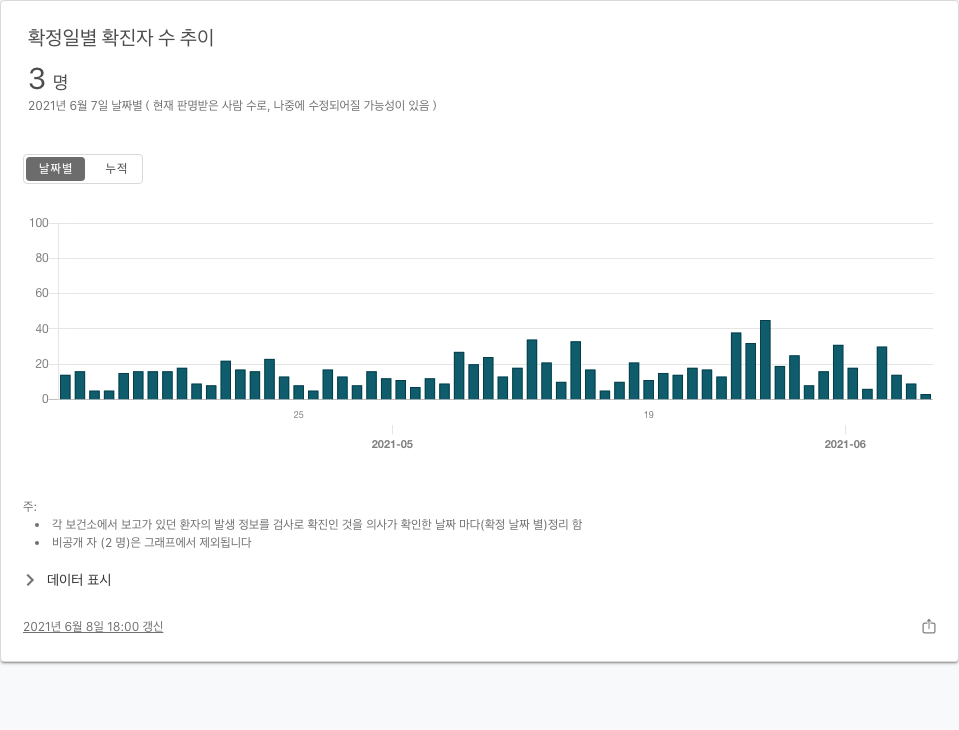 확정일별 확진자 수 추이
3 명
2021년 6월 7일 날짜별 ( 현재 판명받은 사람 수로, 나중에 수정되어질 가능성이 있음 )
날짜별 누적
100
80
60
40
20
0
25 19
2021-05 2021-06
주:
• 각 보건소에서 보고가 있던 환자의 발생 정보를 검사로 확진인 것을 의사가 확인한 날짜 마다(확정 날짜 별)정리 함
• 비공개 자 (2 명)은 그래프에서 제외됩니다
데이터 표시
2021년 6월 8일 18:00 갱신